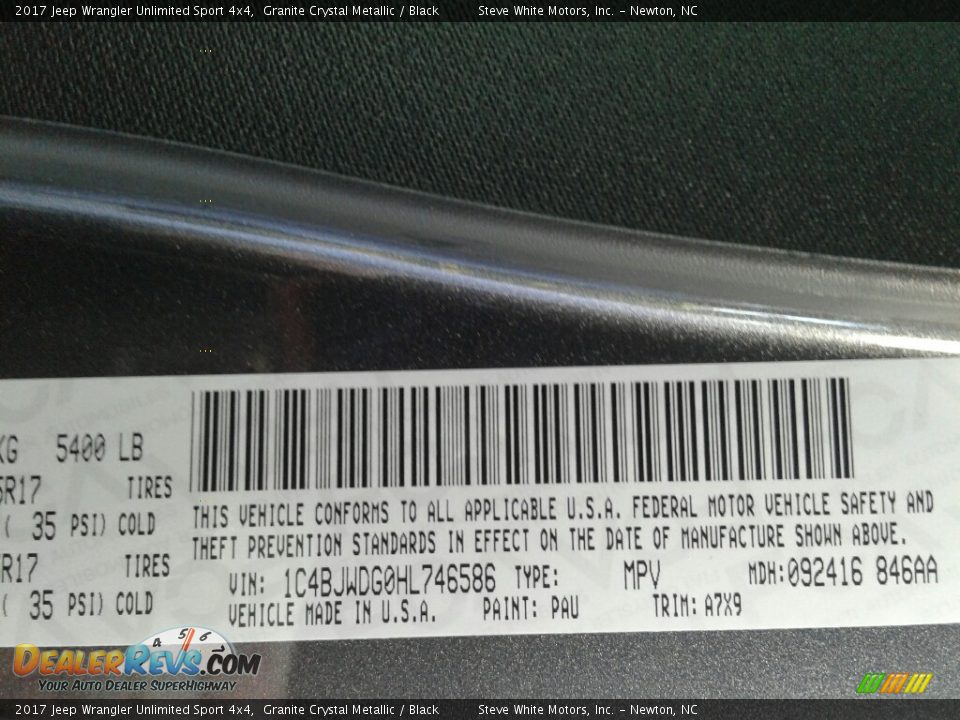 2017 Jeep Wrangler Unlimited Sport 4x4, Granite Crystal Metallic / Black Steve White Motors, Inc. - Newton, NC
KG 5400 LB
5R17 TIRES
( 35 PSI) COLD
R17 TIRES
( 35 PSI) COLD
THIS VEHICLE CONFORMS TO ALL APPLICABLE U.S.A. FEDERAL MOTOR VEHICLE SAFETY AND
THEFT PREVENTION STANDARDS IN EFFECT ON THE DATE OF MANUFACTURE SHOWN ABOVE.
VIN: 1C4BJWDG0HL746586 TYPE: MPV MDH:092416 846AA
VEHICLE MADE IN U.S.A. PAINT: PAU TRIM: A7X9
4 5 6
DEALERREVS.COM
YOUR AUTO DEALER SUPERHIGHWAY
2017 Jeep Wrangler Unlimited Sport 4x4, Granite Crystal Metallic / Black Steve White Motors, Inc. - Newton, NC